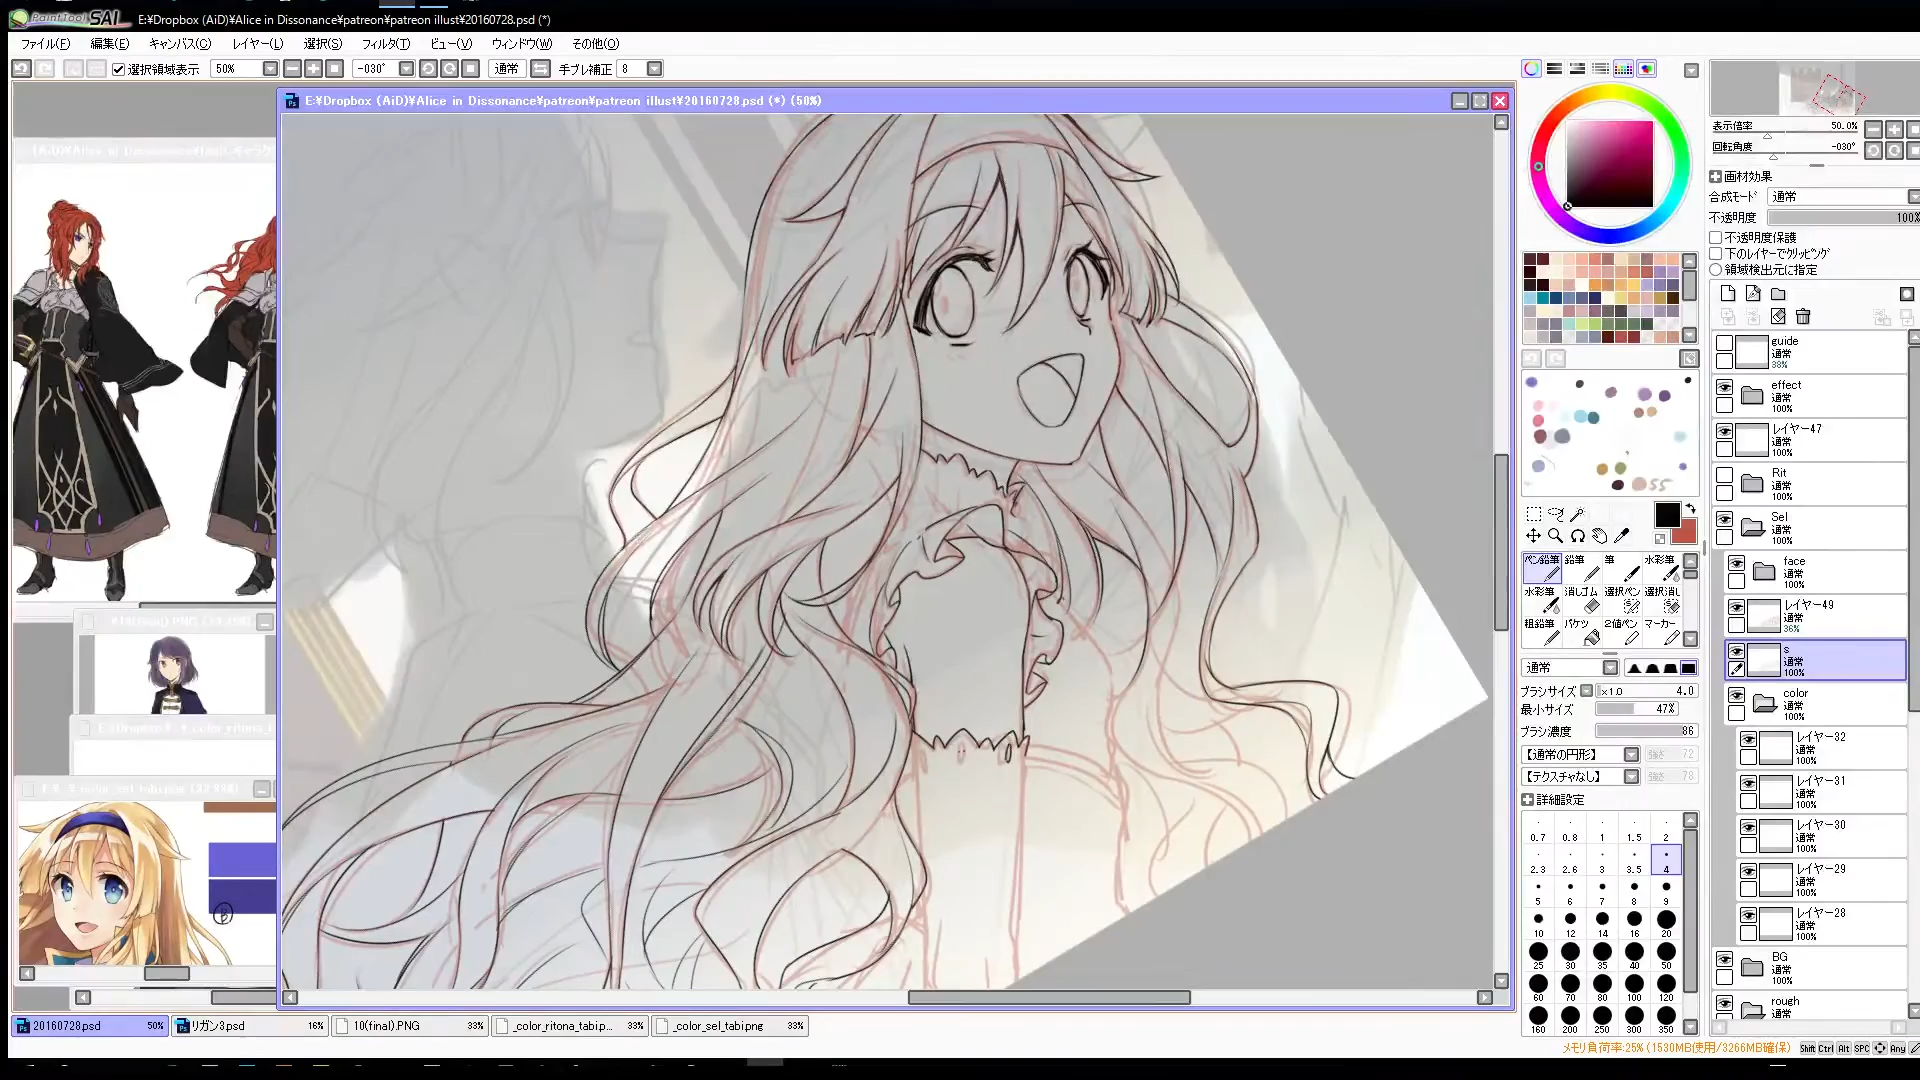 PaintTool SAI E:¥Dropbox (AiD)¥Alice in Dissonance¥patreon¥patreon illust¥20160728.psd (*)
ファイル(F) 編集(E) キャンバス(C) レイヤー(L) 選択(S) フィルタ(T) ビュー(V) ウィンドウ(W) その他(O)
選択領域表示 50% -030° 通常 手ブレ補正 8
E:¥Dropbox (AiD)¥Alice in Dissonance¥patreon¥patreon illust¥20160728.psd (*) (50%)
表示倍率 50.0%
回転角度 -030°
画材効果
合成モード 通常
不透明度 100%
不透明度保護
下のレイヤーでクリッピング
領域検出元に指定
guide
通常
38%
effect
通常
100%
レイヤー47
通常
100%
Rit
通常
100%
Sel
通常
100%
face
通常
100%
レイヤー49
通常
36%
s
通常
100%
color
通常
100%
レイヤー32
通常
100%
レイヤー31
通常
100%
レイヤー30
通常
100%
レイヤー29
通常
100%
レイヤー28
通常
100%
BG
通常
100%
rough
通常
ペン鉛筆 鉛筆 筆 水彩筆
水彩筆 消しゴム 選択ペン 選択消し
粗鉛筆 バケツ 2値ペン マーカー
通常
ブラシサイズ x1.0 4.0
最小サイズ 47%
ブラシ濃度 86
【通常の円形】 強さ 72
【テクスチャなし】 強さ 78
詳細設定
0.7 0.8 1 1.5 2
2.3 2.6 3 3.5 4
5 6 7 8 9
10 12 14 16 20
25 30 35 40 50
60 70 80 100 120
160 200 250 300 350
20160728.psd 50% リガン3.psd 16% 10(final).PNG 33% _color_ritona_tabi.p... 33% _color_sel_tabi.png 33%
メモリ負荷率:25% (1530MB使用/3266MB確保) Shift Ctrl Alt SPC Any